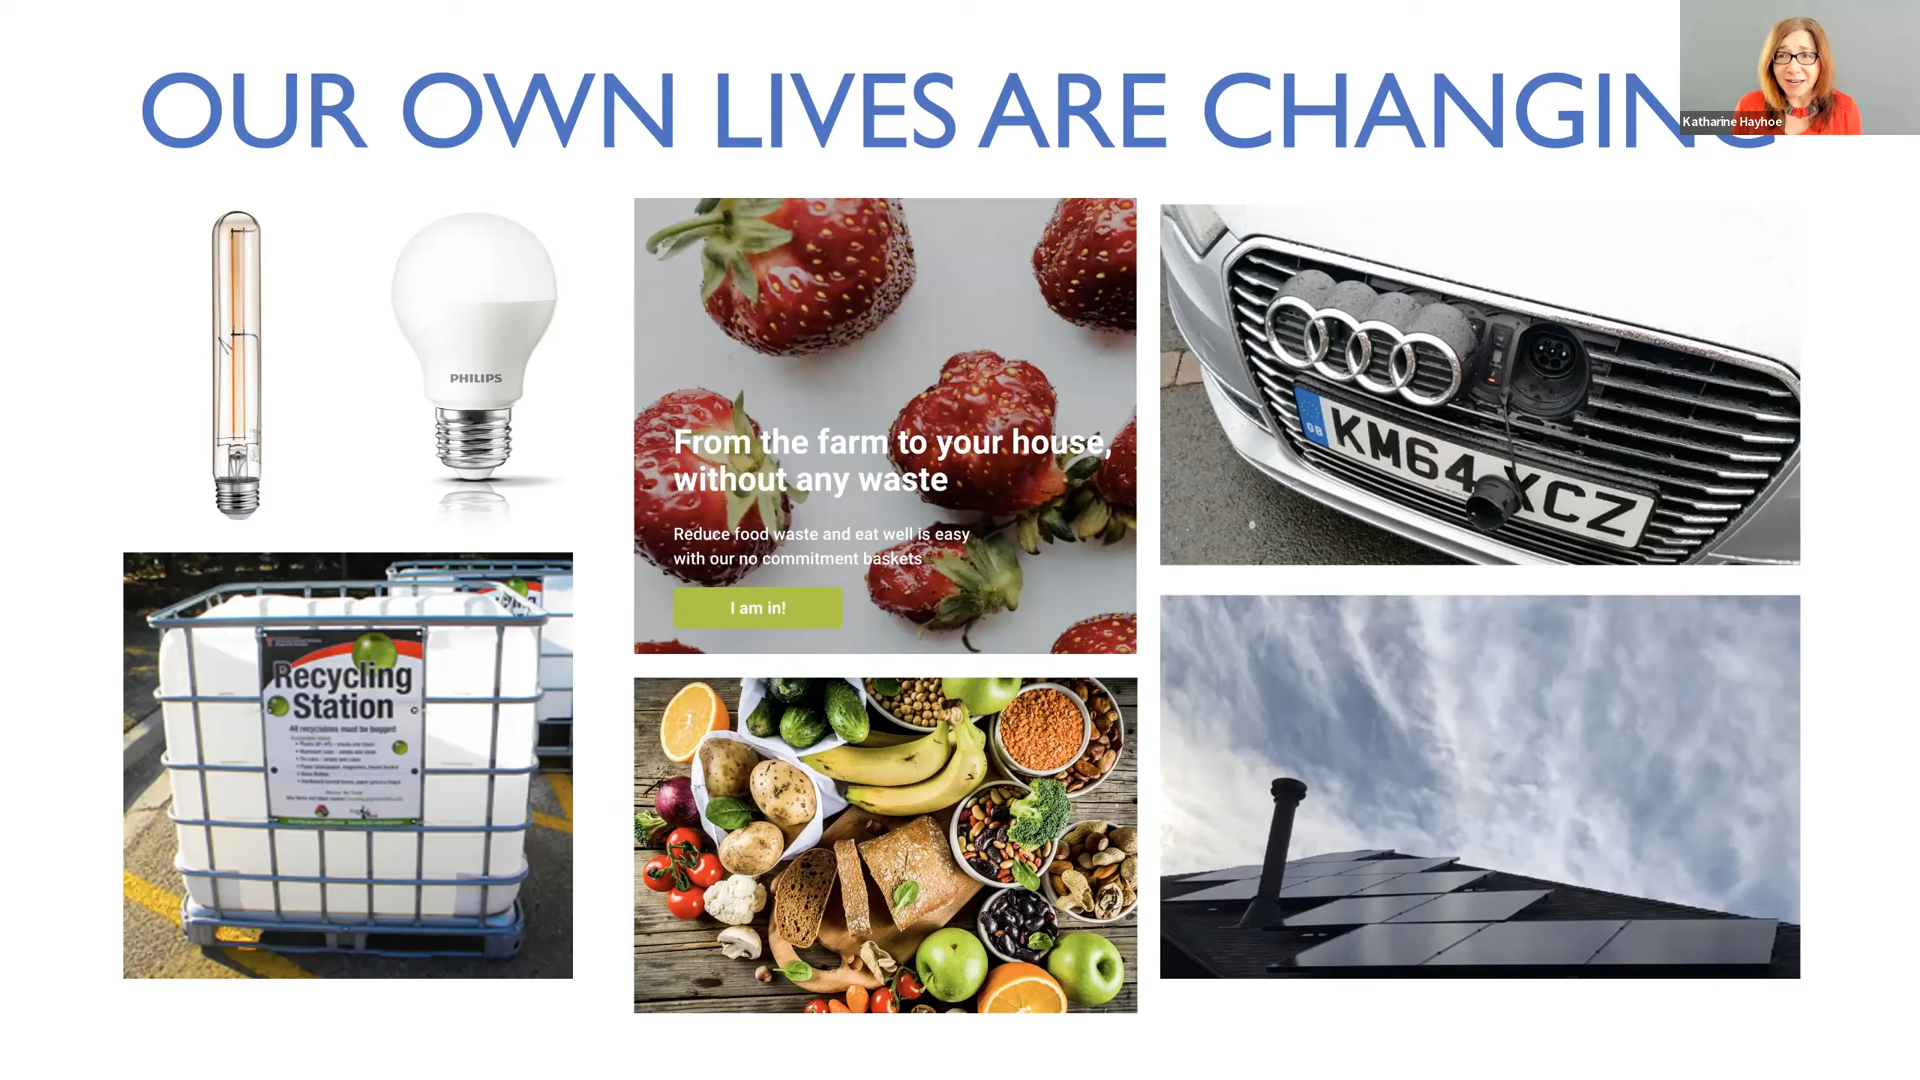 OUR OWN LIVES ARE CHANGING
Katharine Hayhoe
PHILIPS
From the farm to your house,
without any waste
Reduce food waste and eat well is easy
with our no commitment baskets
I am in!
GB
KM64 XCZ
Recycling
Station
All recyclables must be bagged